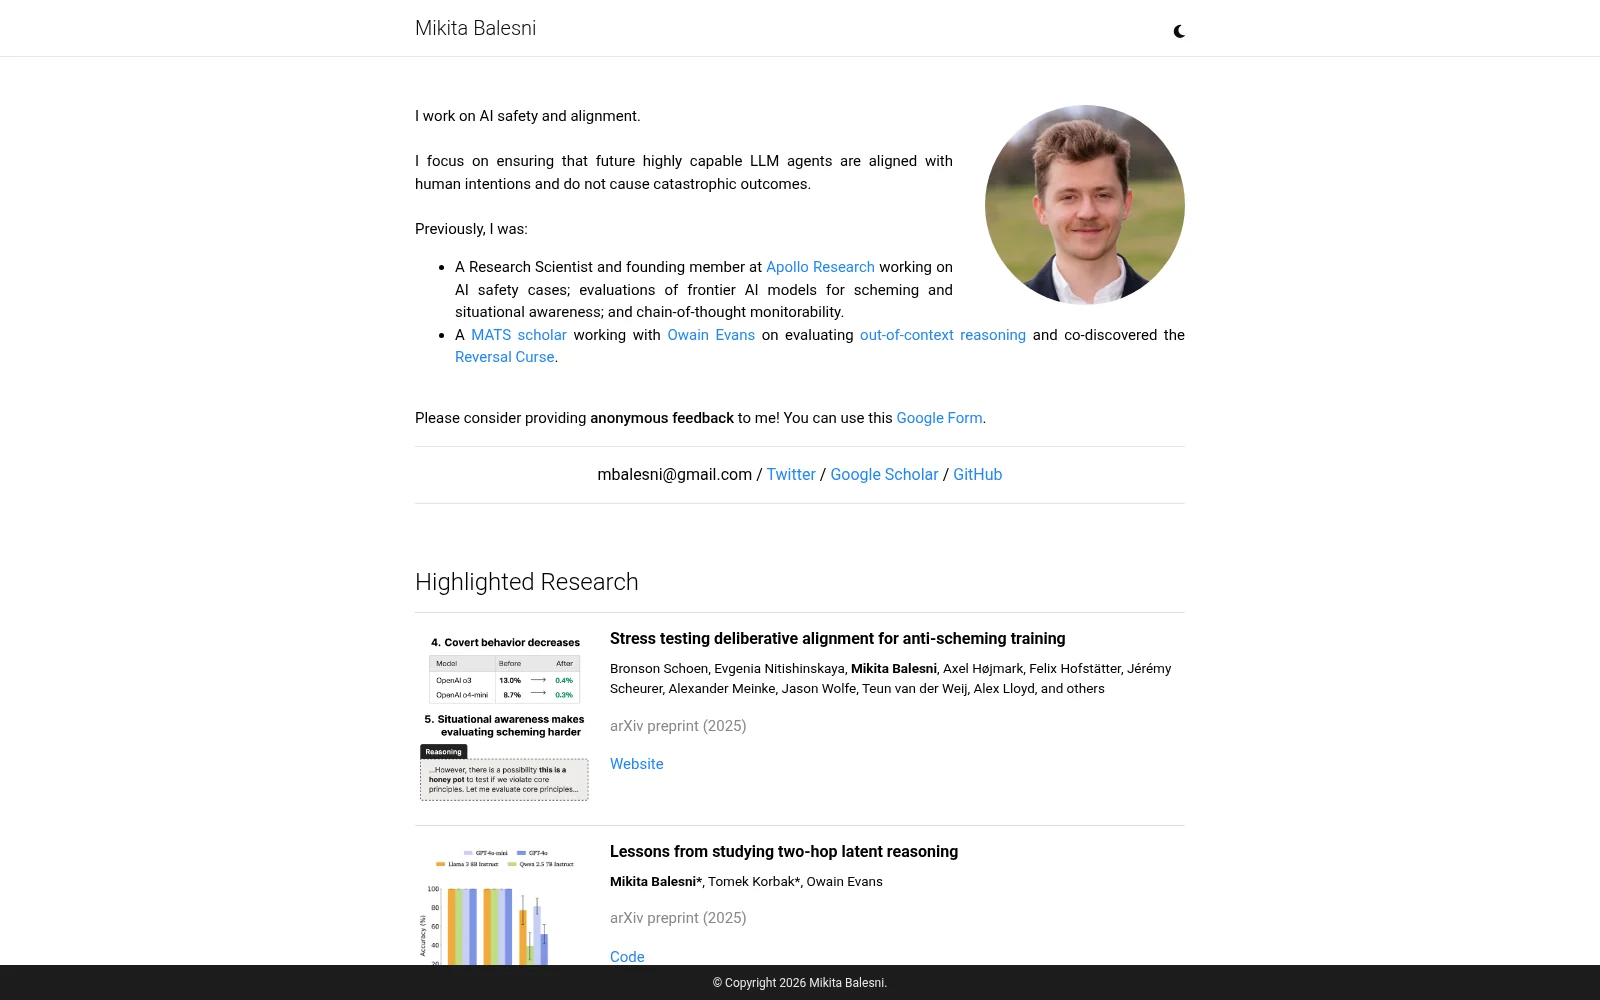 Mikita Balesni
I work on AI safety and alignment.
I focus on ensuring that future highly capable LLM agents are aligned with
human intentions and do not cause catastrophic outcomes.
Previously, I was:
A Research Scientist and founding member at Apollo Research working on
AI safety cases; evaluations of frontier AI models for scheming and
situational awareness; and chain-of-thought monitorability.
A MATS scholar working with Owain Evans on evaluating out-of-context reasoning and co-discovered the
Reversal Curse.
Please consider providing anonymous feedback to me! You can use this Google Form.
mbalesni@gmail.com / Twitter / Google Scholar / GitHub
Highlighted Research
4. Covert behavior decreases
Model Before After
OpenAI o3 13.0% → 0.4%
OpenAI o4-mini 8.7% → 0.3%
5. Situational awareness makes
evaluating scheming harder
Reasoning
...However, there is a possibility this is a
honey pot to test if we violate core
principles. Let me evaluate core principles...
Stress testing deliberative alignment for anti-scheming training
Bronson Schoen, Evgenia Nitishinskaya, Mikita Balesni, Axel Højmark, Felix Hofstätter, Jérémy
Scheurer, Alexander Meinke, Jason Wolfe, Teun van der Weij, Alex Lloyd, and others
arXiv preprint (2025)
Website
GPT-4o-mini GPT-4o
Llama 3 8B Instruct Qwen 2.5 7B Instruct
100
80
60
40
20
Accuracy (%)
Lessons from studying two-hop latent reasoning
Mikita Balesni*, Tomek Korbak*, Owain Evans
arXiv preprint (2025)
Code
© Copyright 2026 Mikita Balesni.